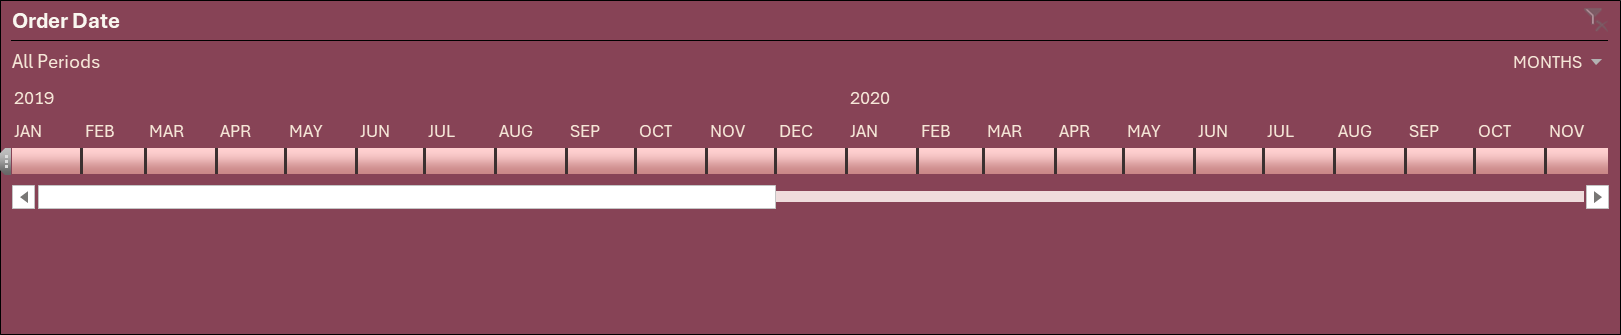 Order Date
All Periods MONTHS
2019 2020
JAN FEB MAR APR MAY JUN JUL AUG SEP OCT NOV DEC JAN FEB MAR APR MAY JUN JUL AUG SEP OCT NOV